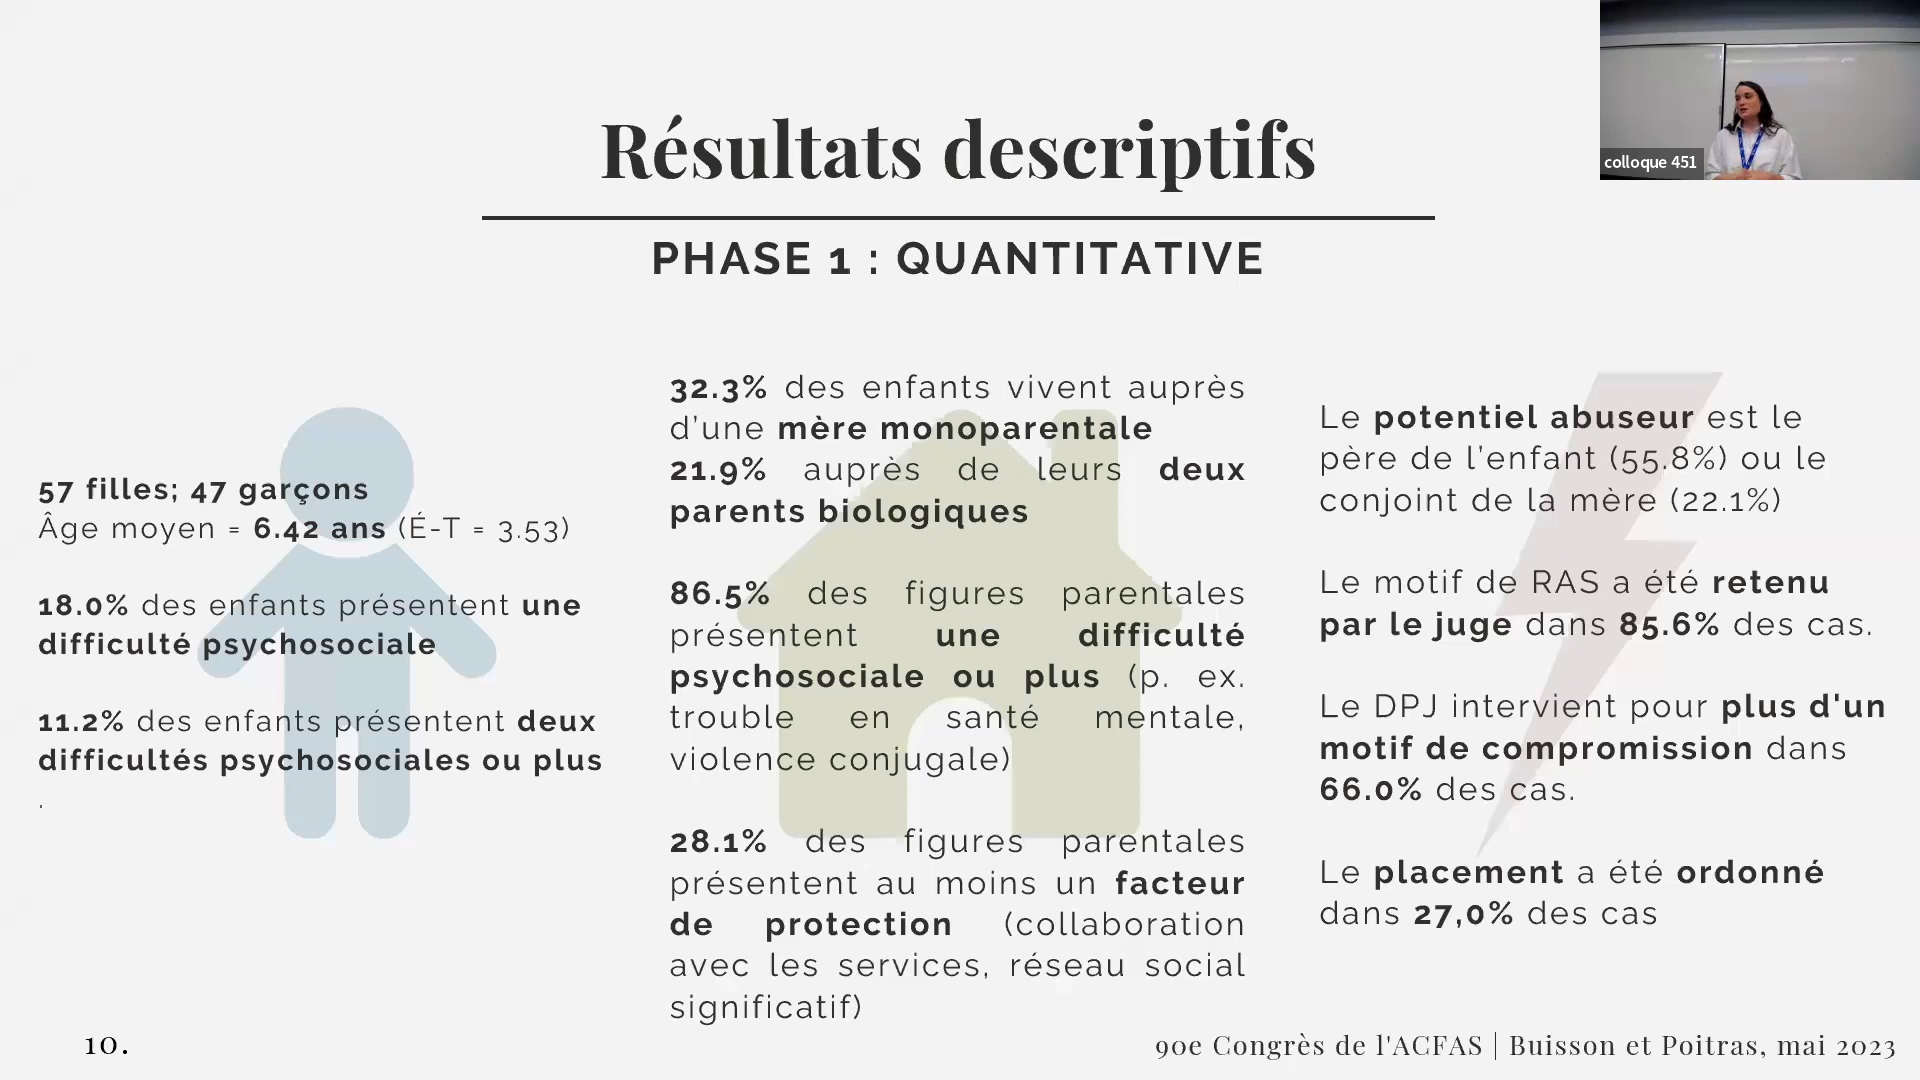 colloque 451
Résultats descriptifs
PHASE 1 : QUANTITATIVE
57 filles; 47 garçons
Âge moyen = 6.42 ans (É-T = 3.53)
18.0% des enfants présentent une
difficulté psychosociale
11.2% des enfants présentent deux
difficultés psychosociales ou plus
.
32.3% des enfants vivent auprès
d'une mère monoparentale
21.9% auprès de leurs deux
parents biologiques
86.5% des figures parentales
présentent une difficulté
psychosociale ou plus (p. ex.
trouble en santé mentale,
violence conjugale)
28.1% des figures parentales
présentent au moins un facteur
de protection (collaboration
avec les services, réseau social
significatif)
Le potentiel abuseur est le
père de l'enfant (55.8%) ou le
conjoint de la mère (22.1%)
Le motif de RAS a été retenu
par le juge dans 85.6% des cas.
Le DPJ intervient pour plus d'un
motif de compromission dans
66.0% des cas.
Le placement a été ordonné
dans 27,0% des cas
10.
90e Congrès de l'ACFAS | Buisson et Poitras, mai 2023